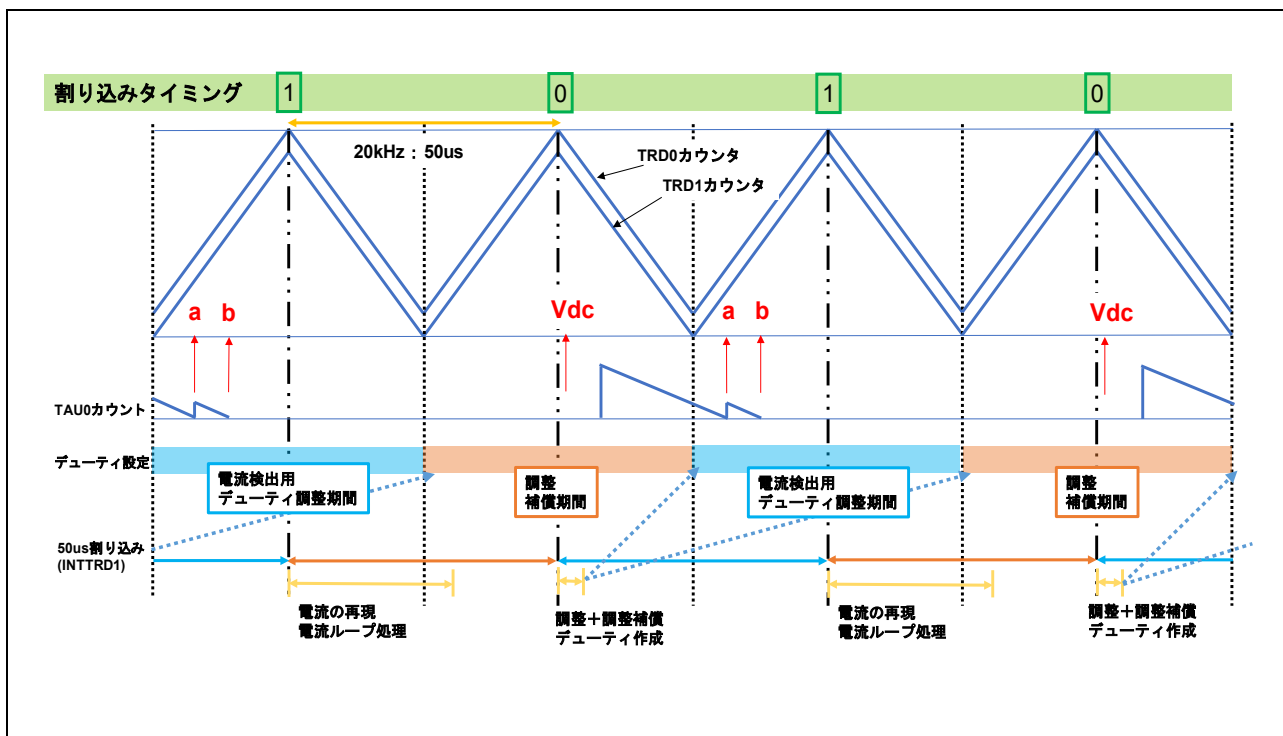 割り込みタイミング
1
0
1
0
20kHz：50us
TRD0カウンタ
TRD1カウンタ
a
b
Vdc
a
b
Vdc
TAU0カウント
デューティ設定
電流検出用
デューティ調整期間
調整
補償期間
電流検出用
デューティ調整期間
調整
補償期間
50us割り込み
(INTTRD1)
電流の再現
電流ループ処理
調整＋調整補償
デューティ作成
電流の再現
電流ループ処理
調整＋調整補償
デューティ作成